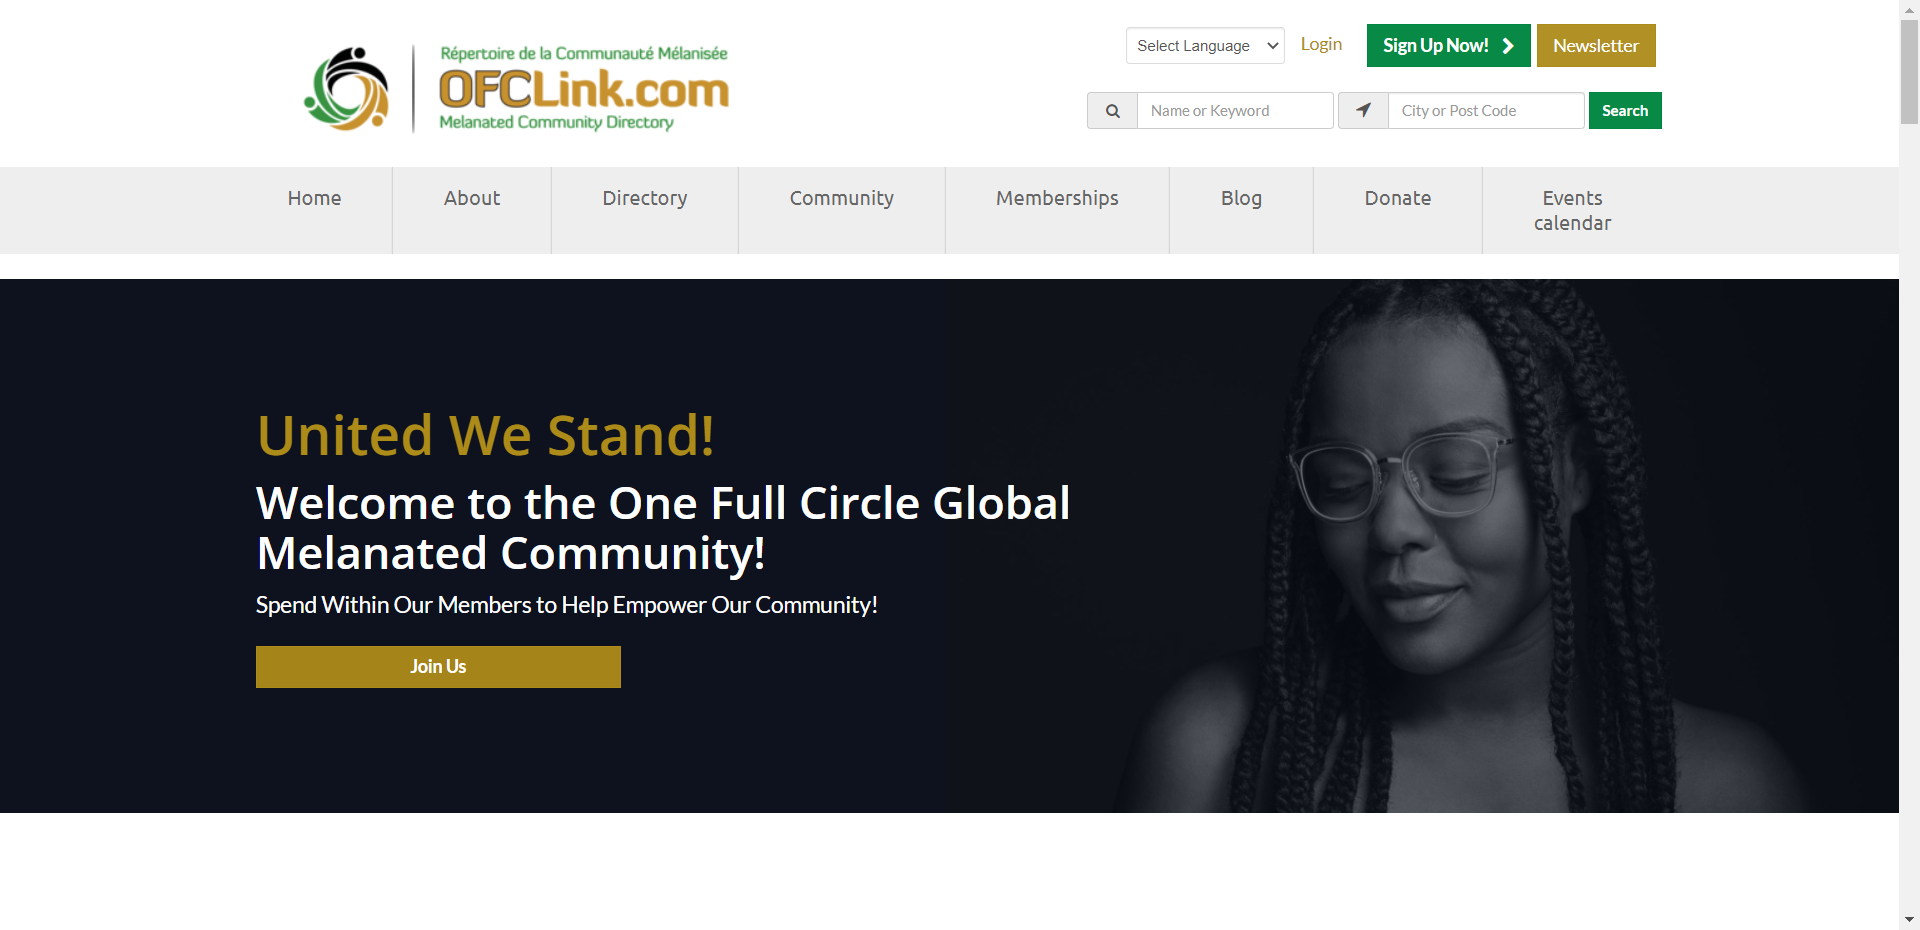 Répertoire de la Communauté Mélanisée
OFCLink.com
Melanated Community Directory
Select Language
Login
Sign Up Now!
Newsletter
Name or Keyword
City or Post Code
Search
Home
About
Directory
Community
Memberships
Blog
Donate
Events
calendar
United We Stand!
Welcome to the One Full Circle Global
Melanated Community!
Spend Within Our Members to Help Empower Our Community!
Join Us